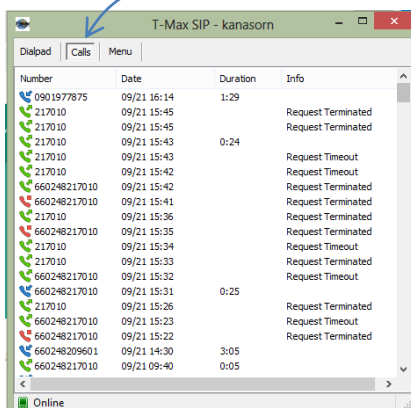 T-Max SIP - kanasorn
Dialpad Calls Menu
Number Date Duration Info
0901977875 09/21 16:14 1:29
217010 09/21 15:45 Request Terminated
217010 09/21 15:45 Request Terminated
217010 09/21 15:43 0:24
217010 09/21 15:43 Request Timeout
217010 09/21 15:42 Request Timeout
660248217010 09/21 15:42 Request Terminated
660248217010 09/21 15:41 Request Terminated
217010 09/21 15:36 Request Terminated
660248217010 09/21 15:35 Request Terminated
217010 09/21 15:34 Request Timeout
217010 09/21 15:33 Request Terminated
660248217010 09/21 15:32 Request Timeout
660248217010 09/21 15:31 0:25
217010 09/21 15:26 Request Terminated
660248217010 09/21 15:23 Request Timeout
660248217010 09/21 15:22 Request Terminated
660248209601 09/21 14:30 3:05
660248217010 09/21 09:40 0:05
Online